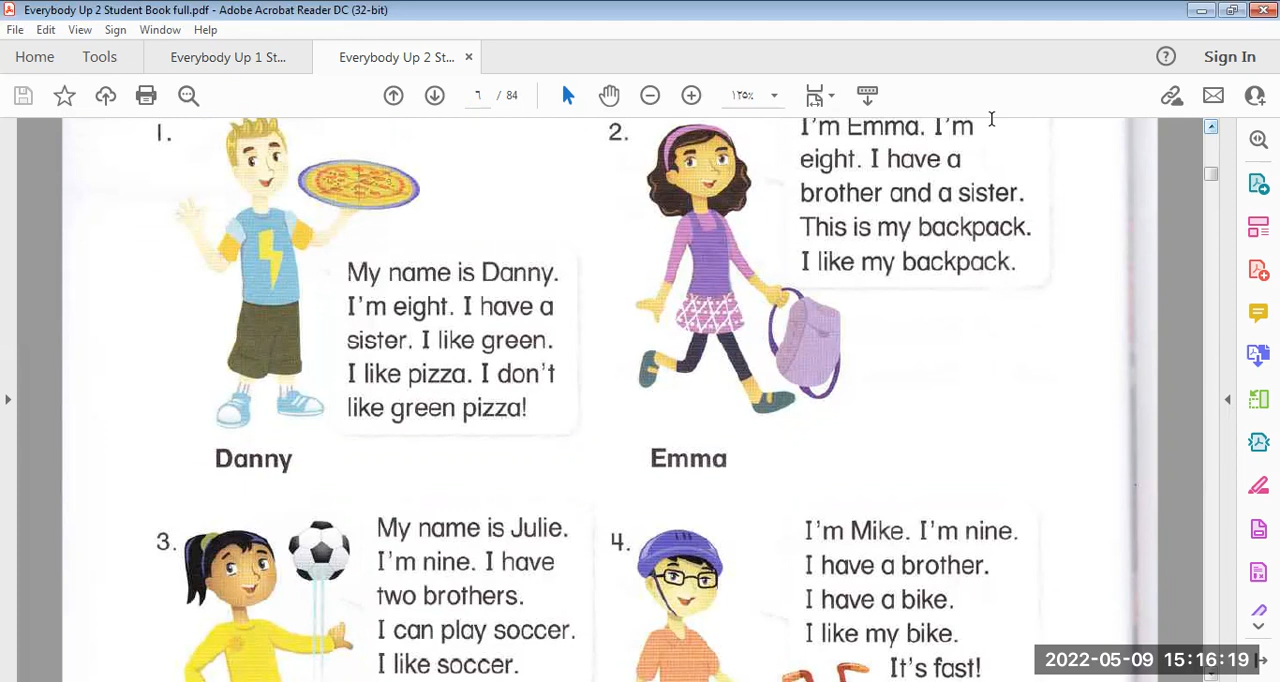 Everybody Up 2 Student Book full.pdf - Adobe Acrobat Reader DC (32-bit)
File Edit View Sign Window Help
Home Tools Everybody Up 1 St... Everybody Up 2 St... ×
٦ / 84 ١٢٥٪
Sign In
1.
My name is Danny.
I'm eight. I have a
sister. I like green.
I like pizza. I don't
like green pizza!
Danny
2.
I'm Emma. I'm
eight. I have a
brother and a sister.
This is my backpack.
I like my backpack.
Emma
3.
My name is Julie.
I'm nine. I have
two brothers.
I can play soccer.
I like soccer.
4.
I'm Mike. I'm nine.
I have a brother.
I have a bike.
I like my bike.
It's fast!
2022-05-09 15:16:19